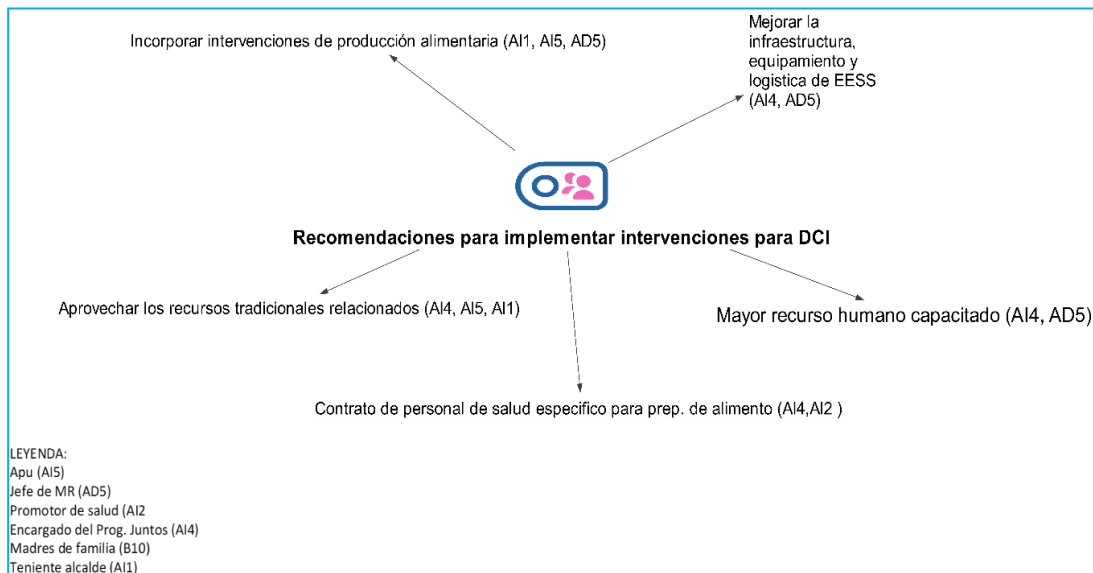 Incorporar intervenciones de producción alimentaria (AI1, AI5, AD5)
Mejorar la
infraestructura,
equipamiento y
logística de EESS
(AI4, AD5)
Recomendaciones para implementar intervenciones para DCI
Aprovechar los recursos tradicionales relacionados (AI4, AI5, AI1)
Mayor recurso humano capacitado (AI4, AD5)
Contrato de personal de salud especifico para prep. de alimento (AI4,AI2 )
LEYENDA:
Apu (AI5)
Jefe de MR (AD5)
Promotor de salud (AI2
Encargado del Prog. Juntos (AI4)
Madres de familia (B10)
Teniente alcalde (AI1)